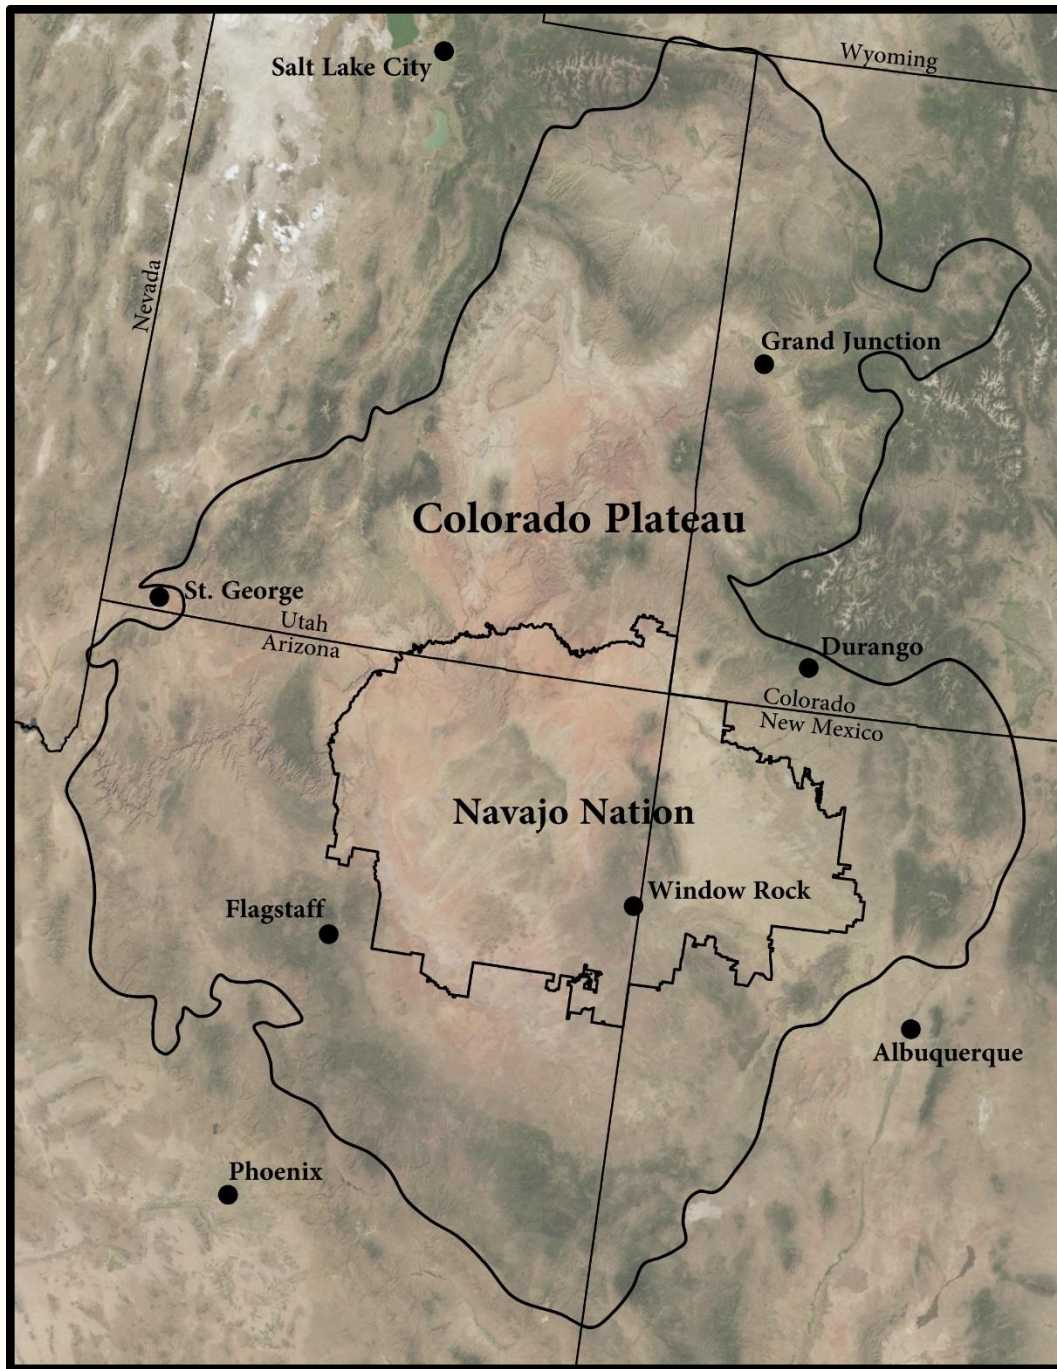 Salt Lake City
Wyoming
Nevada
Grand Junction
Colorado Plateau
St. George
Utah
Arizona
Durango
Colorado
New Mexico
Navajo Nation
Window Rock
Flagstaff
Albuquerque
Phoenix